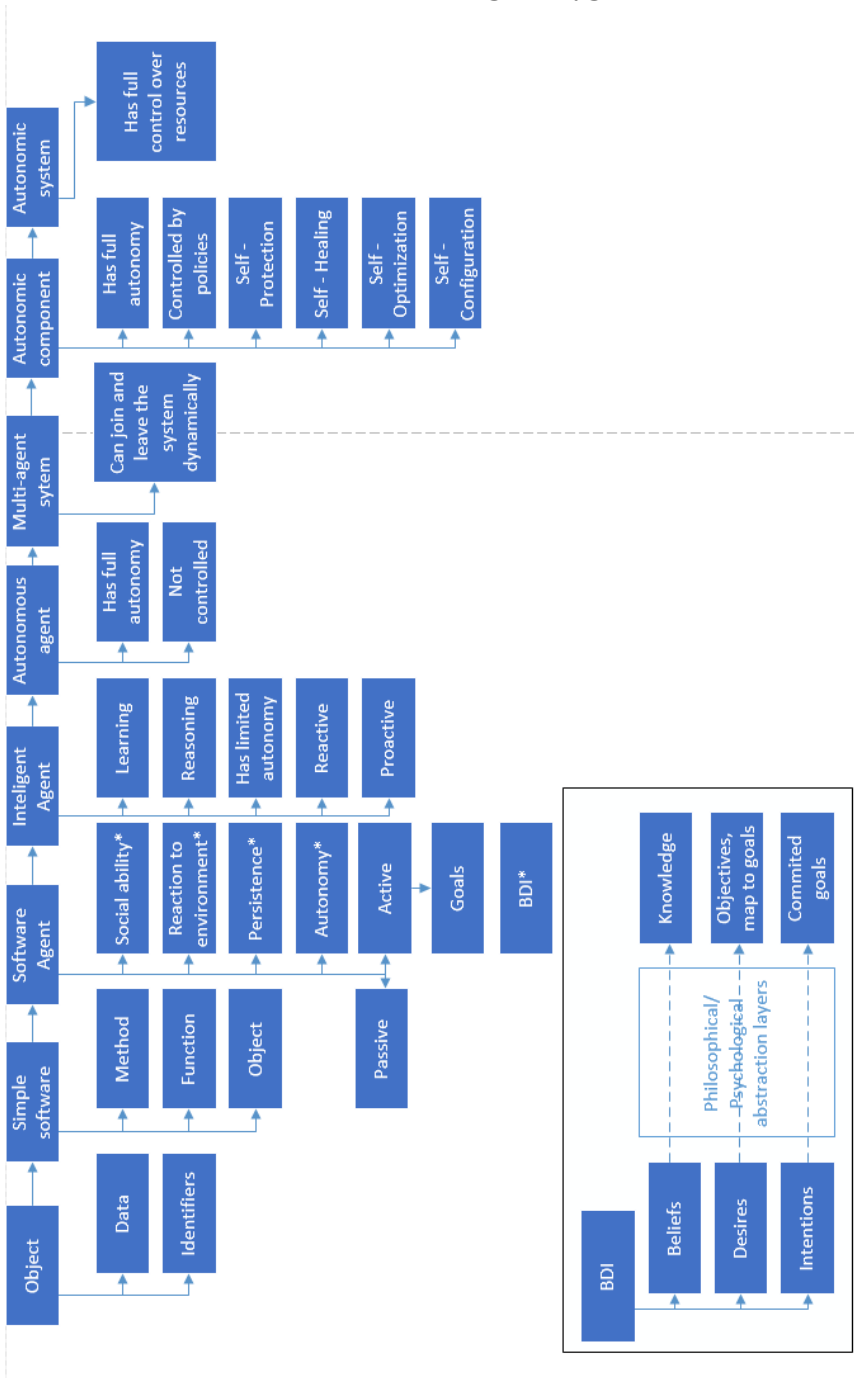 Object
Data
Identifiers
Simple
software
Method
Function
Object
Software
Agent
Social ability*
Reaction to
environment*
Persistence*
Autonomy*
Passive
Active
Goals
BDI*
Inteligent
Agent
Learning
Reasoning
Has limited
autonomy
Reactive
Proactive
Autonomous
agent
Has full
autonomy
Not
controlled
Multi-agent
sytem
Can join and
leave the
system
dynamically
Autonomic
component
Has full
autonomy
Controlled by
policies
Self -
Protection
Self - Healing
Self -
Optimization
Self -
Configuration
Autonomic
system
Has full
control over
resources
BDI
Beliefs
Desires
Intentions
Philosophical/
Psychological
abstraction layers
Knowledge
Objectives,
map to goals
Commited
goals